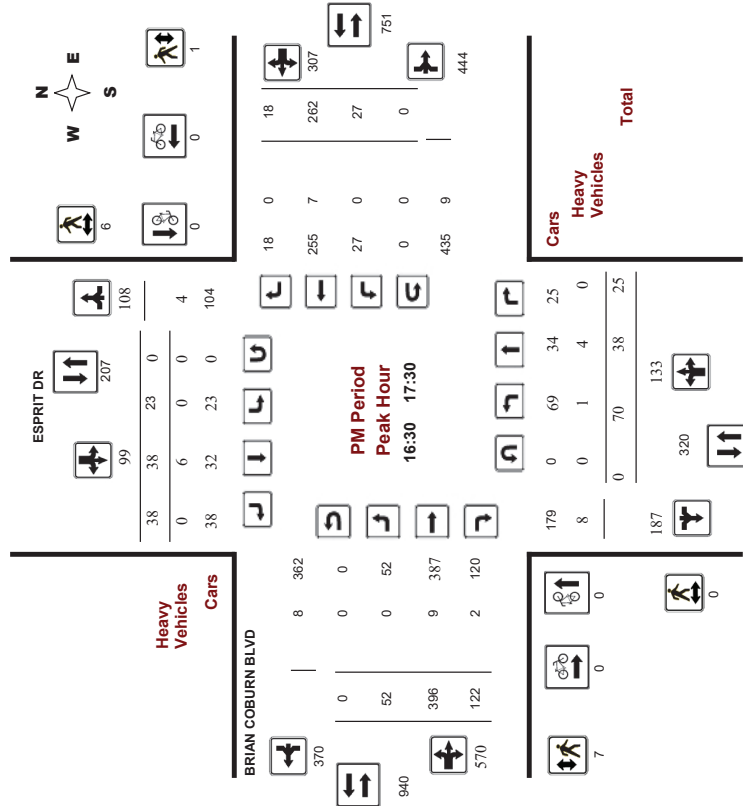 N
W E
S
6
0
0
1
ESPRIT DR
99
207
108
38 38 23 0
0 6 0 0 4
38 32 23 0 104
Heavy
Vehicles
Cars
307
751
444
18 0 18
255 7 262
27 0 27
0 0 0
435 9
PM Period
Peak Hour
16:30 17:30
BRIAN COBURN BLVD
370
940
570
8 362
0 0 0
52 0 52
396 9 387
122 2 120
Cars
Heavy
Vehicles
Total
179 0 69 34 25
8 0 1 4 0
0 70 38 25
187
320
133
7
0
0
0